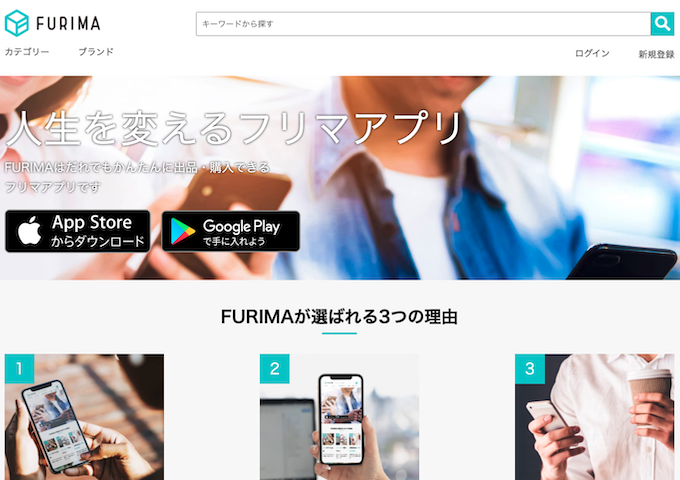 FURIMA
キーワードから探す
カテゴリー
ブランド
ログイン
新規登録
人生を変えるフリマアプリ
FURIMAはだれでもかんたんに出品・購入できる
フリマアプリです
App Store
からダウンロード
Google Play
で手に入れよう
FURIMAが選ばれる3つの理由
1
2
3